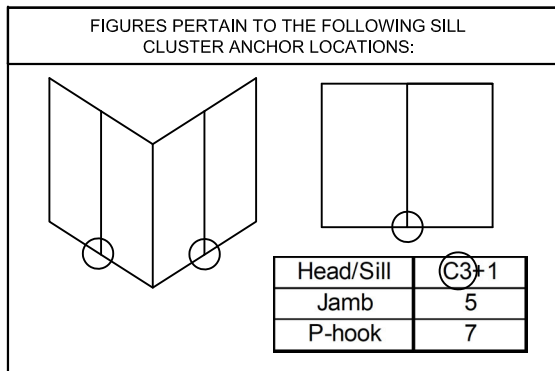 FIGURES PERTAIN TO THE FOLLOWING SILL
CLUSTER ANCHOR LOCATIONS:
Head/Sill C3+1
Jamb 5
P-hook 7